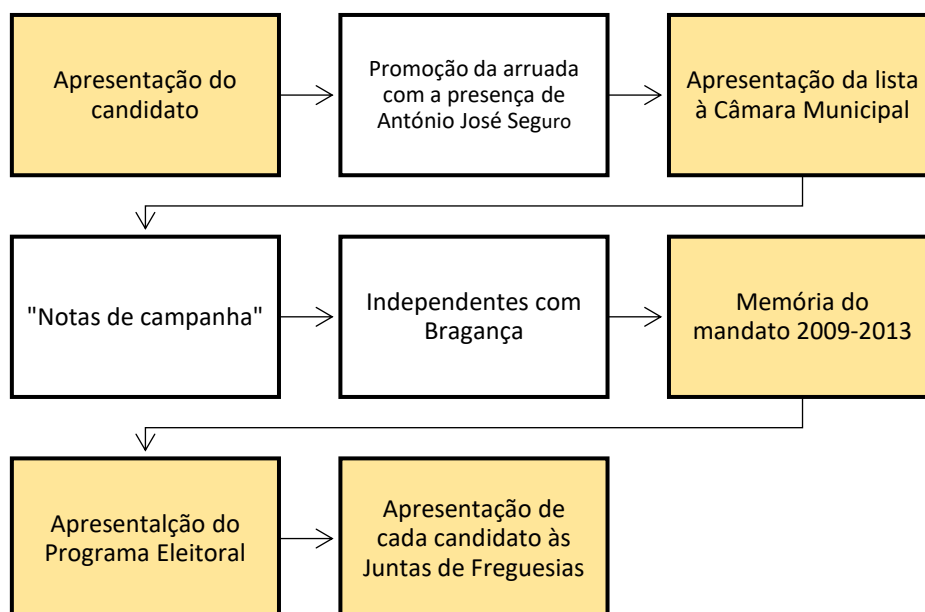 Apresentação do
candidato
Promoção da arruada
com a presença de
António José Seguro
Apresentação da lista
à Câmara Municipal
"Notas de campanha"
Independentes com
Bragança
Memória do
mandato 2009-2013
Apresentalção do
Programa Eleitoral
Apresentação de
cada candidato às
Juntas de Freguesias